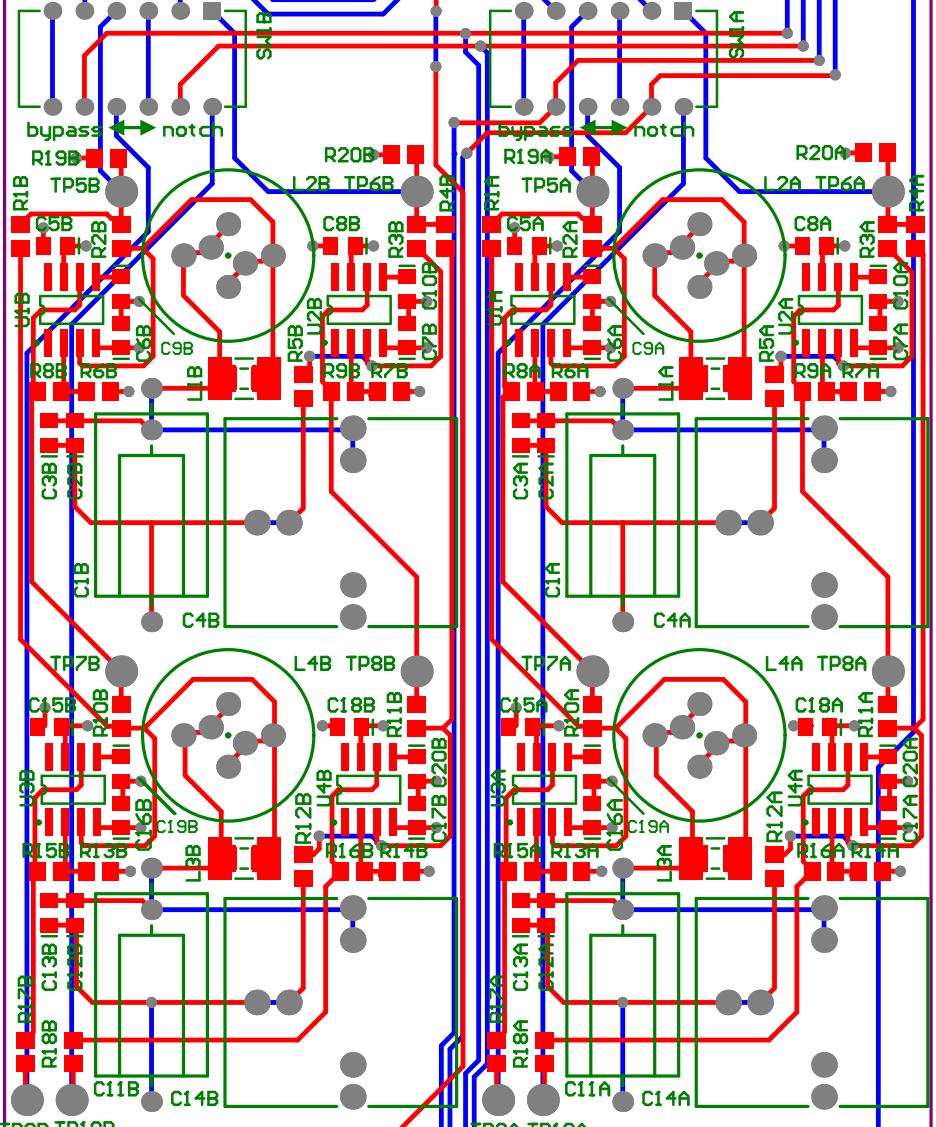 SW1B
SW1A
bypass notch
bypass notch
R19B
R20B
R19A
R20A
TP5B
L2B TP6B
TP5A
L2A TP6A
R1B
R4B
R1A
R4A
C5B
R2B
C8B
R3B
C5A
R2A
C8A
R3A
U1B
C6B
C9B
R5B
U2B
C10B
C7B
U1A
C6A
C9A
R5A
U2A
C10A
C7A
R8B R6B
L1B
R9B R7B
R8A R6A
L1A
R9A R7A
C3B
C2B
C3A
C2A
C1B
C4B
C1A
C4A
TP7B
L4B TP8B
TP7A
L4A TP8A
C15B
R10B
C18B
R11B
C15A
R10A
C18A
R11A
U3B
C16B
C19B
R12B
U4B
C20B
C17B
U3A
C16A
C19A
R12A
U4A
C20A
C17A
R15B R13B
L3B
R16B R14B
R15A R13A
L3A
R16A R14A
C13B
C12B
C13A
C12A
R17B
R18B
R17A
R18A
C11B
C14B
C11A
C14A